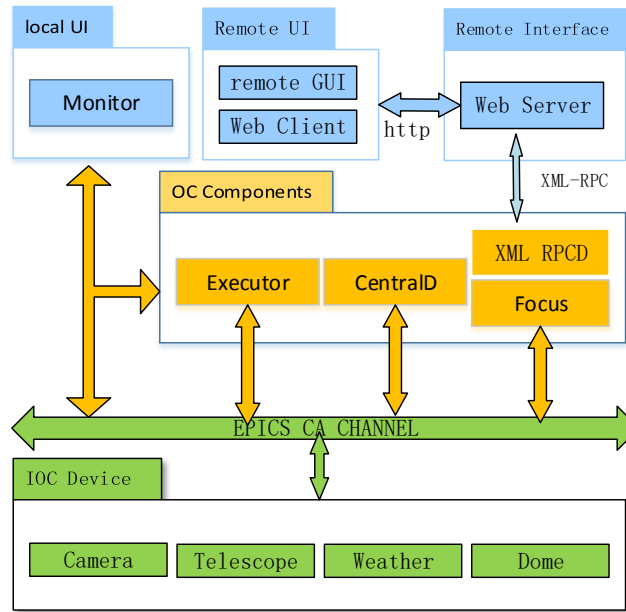 local UI
Remote UI
Remote Interface
Monitor
remote GUI
Web Client
http
Web Server
XML-RPC
OC Components
XML RPCD
Executor
CentralD
Focus
EPICS CA CHANNEL
IOC Device
Camera
Telescope
Weather
Dome